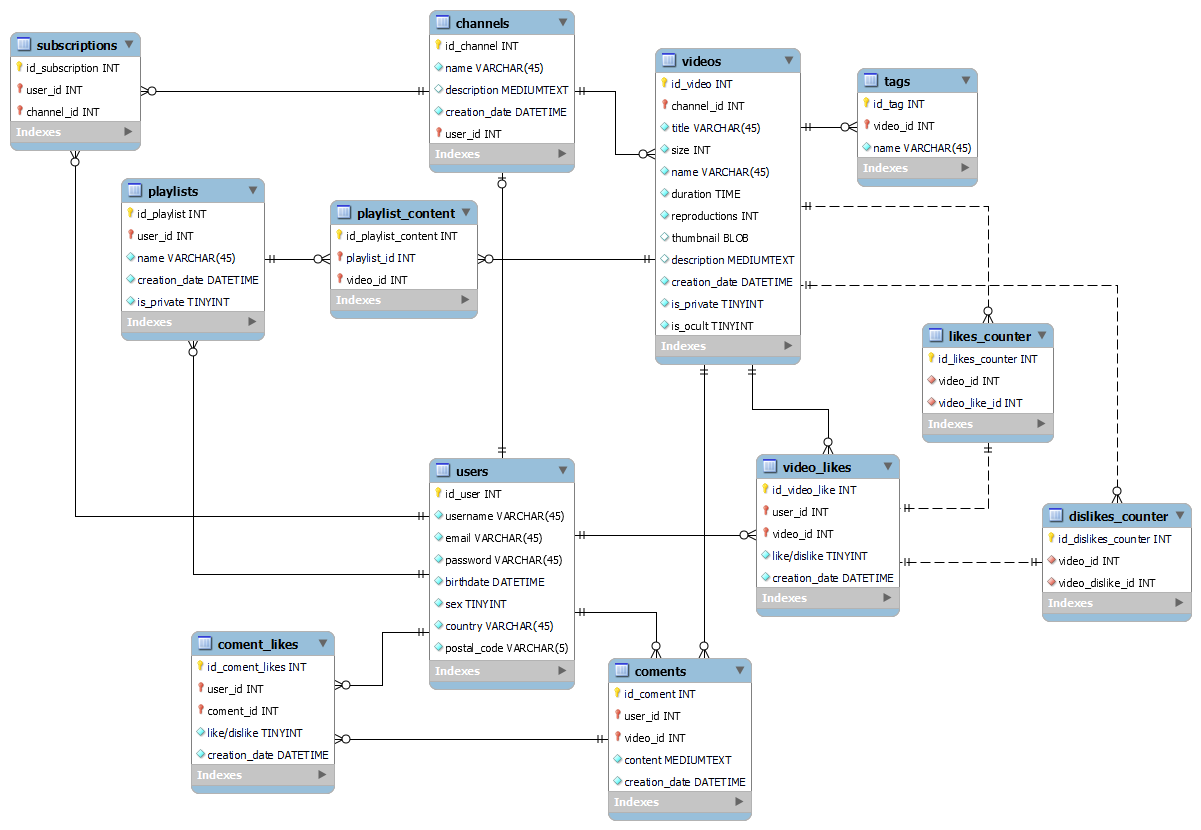 subscriptions
id_subscription INT
user_id INT
channel_id INT
Indexes
channels
id_channel INT
name VARCHAR(45)
description MEDIUMTEXT
creation_date DATETIME
user_id INT
Indexes
videos
id_video INT
channel_id INT
title VARCHAR(45)
size INT
name VARCHAR(45)
duration TIME
reproductions INT
thumbnail BLOB
description MEDIUMTEXT
creation_date DATETIME
is_private TINYINT
is_ocult TINYINT
Indexes
tags
id_tag INT
video_id INT
name VARCHAR(45)
Indexes
playlists
id_playlist INT
user_id INT
name VARCHAR(45)
creation_date DATETIME
is_private TINYINT
Indexes
playlist_content
id_playlist_content INT
playlist_id INT
video_id INT
Indexes
likes_counter
id_likes_counter INT
video_id INT
video_like_id INT
Indexes
users
id_user INT
username VARCHAR(45)
email VARCHAR(45)
password VARCHAR(45)
birthdate DATETIME
sex TINYINT
country VARCHAR(45)
postal_code VARCHAR(5)
Indexes
video_likes
id_video_like INT
user_id INT
video_id INT
like/dislike TINYINT
creation_date DATETIME
Indexes
dislikes_counter
id_dislikes_counter INT
video_id INT
video_dislike_id INT
Indexes
coment_likes
id_coment_likes INT
user_id INT
coment_id INT
like/dislike TINYINT
creation_date DATETIME
Indexes
coments
id_coment INT
user_id INT
video_id INT
content MEDIUMTEXT
creation_date DATETIME
Indexes